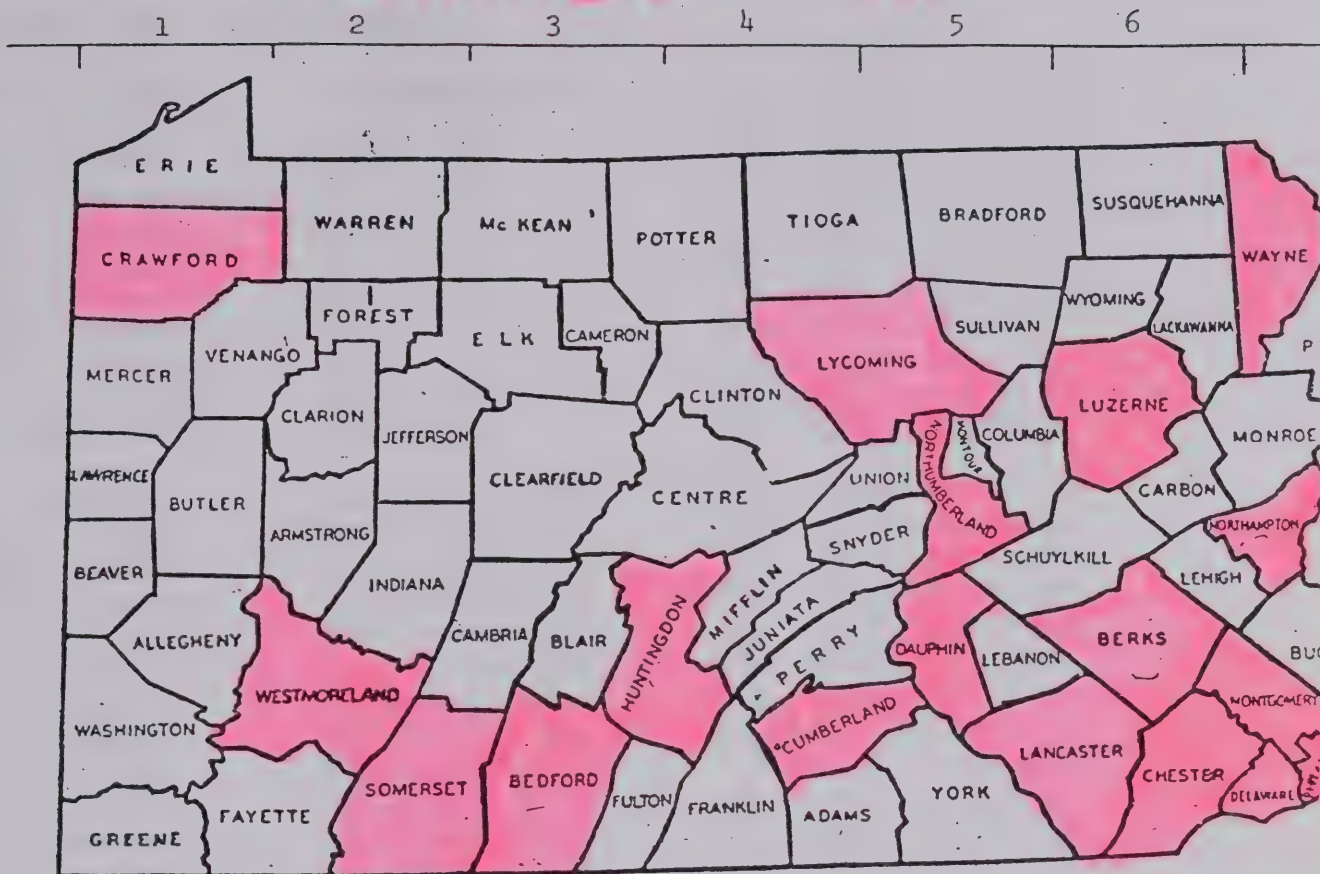 1 2 3 4 5 6
ERIE
CRAWFORD
WARREN
Mc KEAN
POTTER
TIOGA
BRADFORD
SUSQUEHANNA
WAYNE
FOREST
ELK
CAMERON
VENANGO
MERCER
CLARION
JEFFERSON
CLINTON
LYCOMING
SULLIVAN
WYOMING
LACKAWANNA
P
LUZERNE
COLUMBIA
MONTOUR
NORTHUMBERLAND
MONROE
LAWRENCE
BUTLER
ARMSTRONG
CLEARFIELD
CENTRE
UNION
SNYDER
CARBON
NORTHAMPTON
SCHUYLKILL
LEHIGH
BEAVER
INDIANA
ALLEGHENY
CAMBRIA
BLAIR
HUNTINGDON
MIFFLIN
JUNIATA
PERRY
DAUPHIN
LEBANON
BERKS
BUC
WESTMORELAND
WASHINGTON
CUMBERLAND
MONTGOMERY
SOMERSET
BEDFORD
FULTON
FRANKLIN
ADAMS
YORK
LANCASTER
CHESTER
DELAWARE
GREENE
FAYETTE